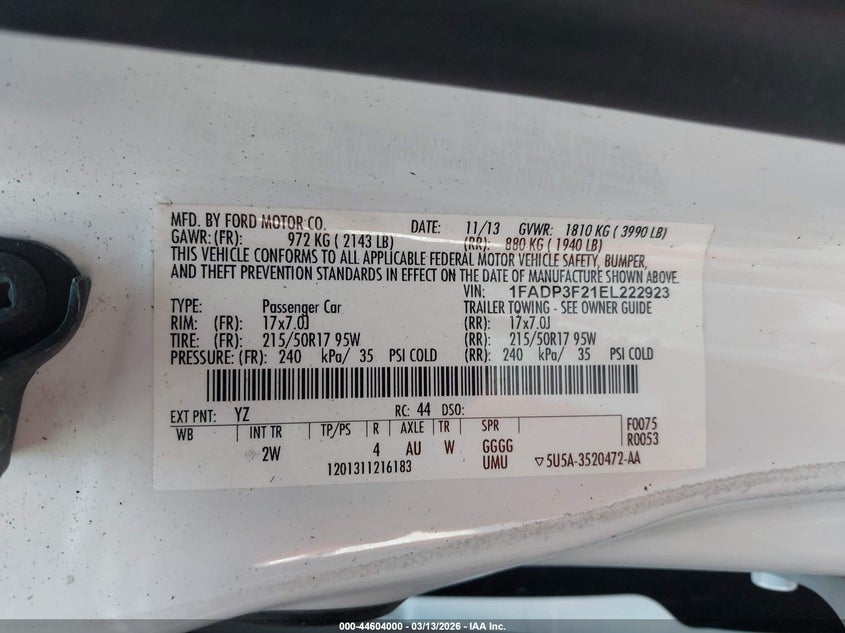 MFD. BY FORD MOTOR CO. DATE: 11/13 GVWR: 1810 KG ( 3990 LB)
GAWR: (FR): 972 KG ( 2143 LB) (RR): 880 KG ( 1940 LB)
THIS VEHICLE CONFORMS TO ALL APPLICABLE FEDERAL MOTOR VEHICLE SAFETY, BUMPER,
AND THEFT PREVENTION STANDARDS IN EFFECT ON THE DATE OF MANUFACTURE SHOWN ABOVE.
VIN: 1FADP3F21EL222923
TYPE: Passenger Car TRAILER TOWING - SEE OWNER GUIDE
RIM: (FR): 17x7.0J (RR): 17x7.0J
TIRE: (FR): 215/50R17 95W (RR): 215/50R17 95W
PRESSURE: (FR): 240 kPa/ 35 PSI COLD (RR): 240 kPa/ 35 PSI COLD
EXT PNT: YZ RC: 44 DSO:
WB INT TR TP/PS R AXLE TR SPR F0075
2W 4 AU W GGGG R0053
1201311216183 UMU ▽5U5A-3520472-AA
000-44604000 | 03/13/2026 - IAA Inc.